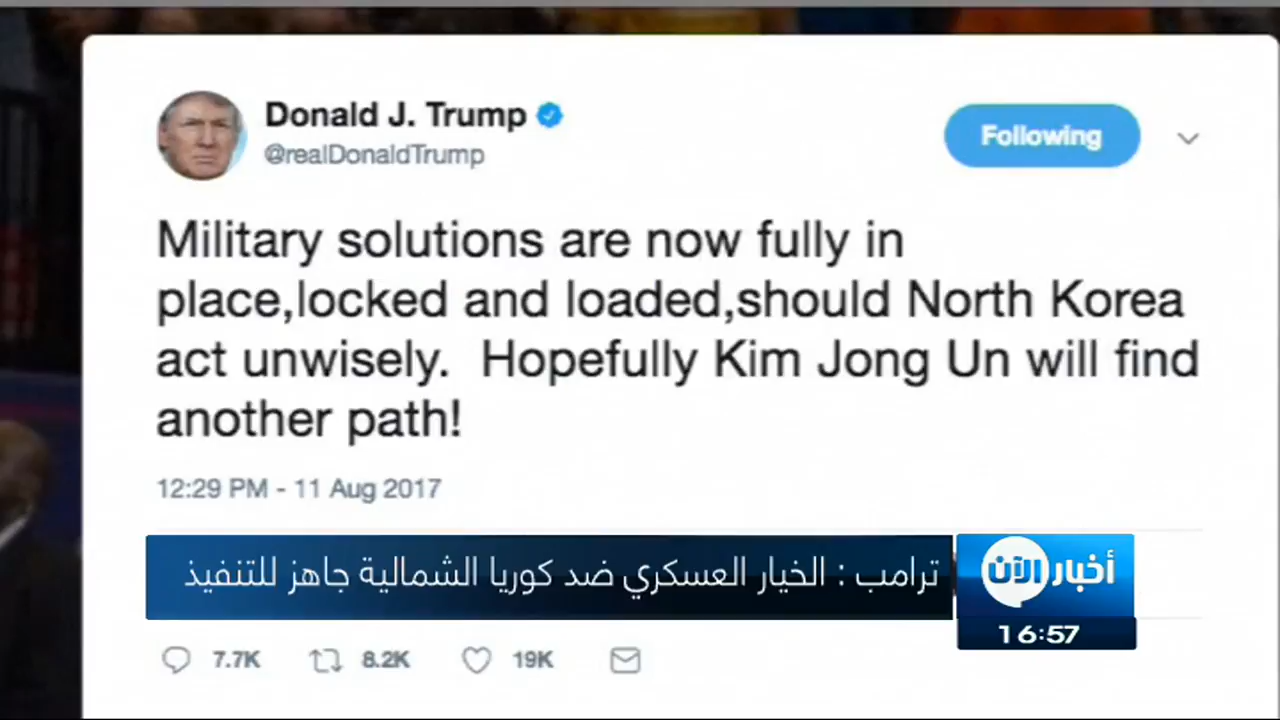 Donald J. Trump
@realDonaldTrump
Following
Military solutions are now fully in
place,locked and loaded,should North Korea
act unwisely.  Hopefully Kim Jong Un will find
another path!
12:29 PM - 11 Aug 2017
ترامب : الخيار العسكري ضد كوريا الشمالية جاهز للتنفيذ
أخبار الآن
16:57
7.7K 8.2K 19K